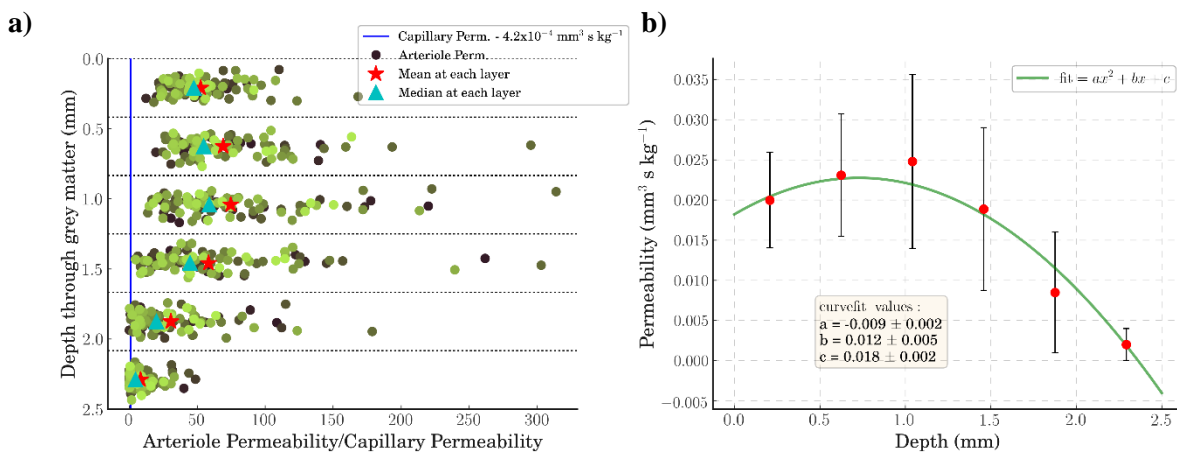 a)
Capillary Perm. - 4.2x10⁻⁴ mm³ s kg⁻¹
Arteriole Perm.
Mean at each layer
Median at each layer
0.0
0.5
1.0
1.5
2.0
2.5
Depth through grey matter (mm)
0
50
100
150
200
250
300
Arteriole Permeability/Capillary Permeability
b)
fit = ax² + bx + c
0.035
0.030
0.025
0.020
0.015
0.010
0.005
0.000
−0.005
Permeability (mm³ s kg⁻¹)
curvefit values :
a = -0.009 ± 0.002
b = 0.012 ± 0.005
c = 0.018 ± 0.002
0.0
0.5
1.0
1.5
2.0
2.5
Depth (mm)